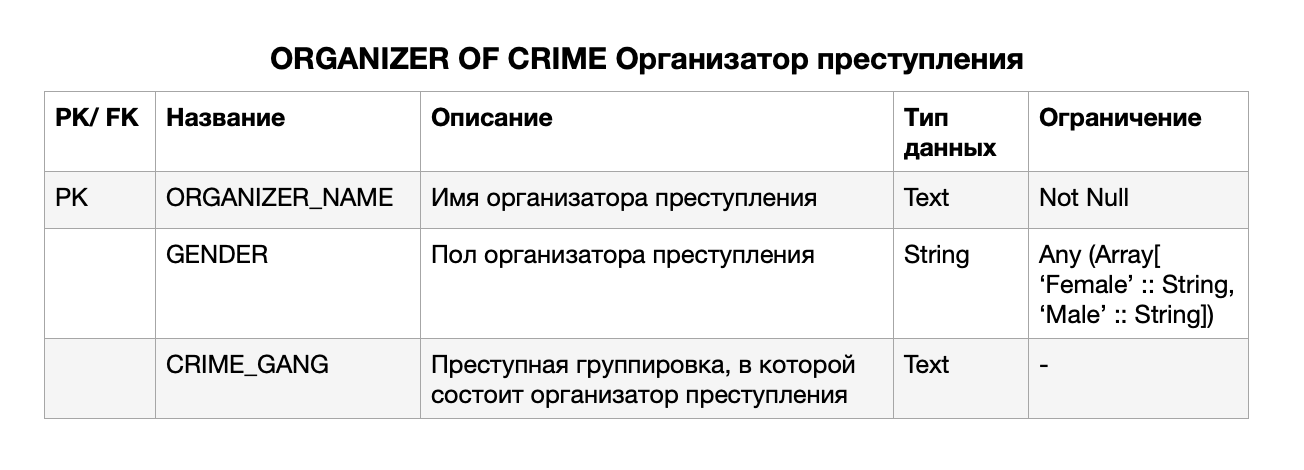 ORGANIZER OF CRIME Организатор преступления
PK/ FK Название Описание Тип данных Ограничение
PK ORGANIZER_NAME Имя организатора преступления Text Not Null
GENDER Пол организатора преступления String Any (Array[
‘Female’ :: String,
‘Male’ :: String])
CRIME_GANG Преступная группировка, в которой
состоит организатор преступления Text -